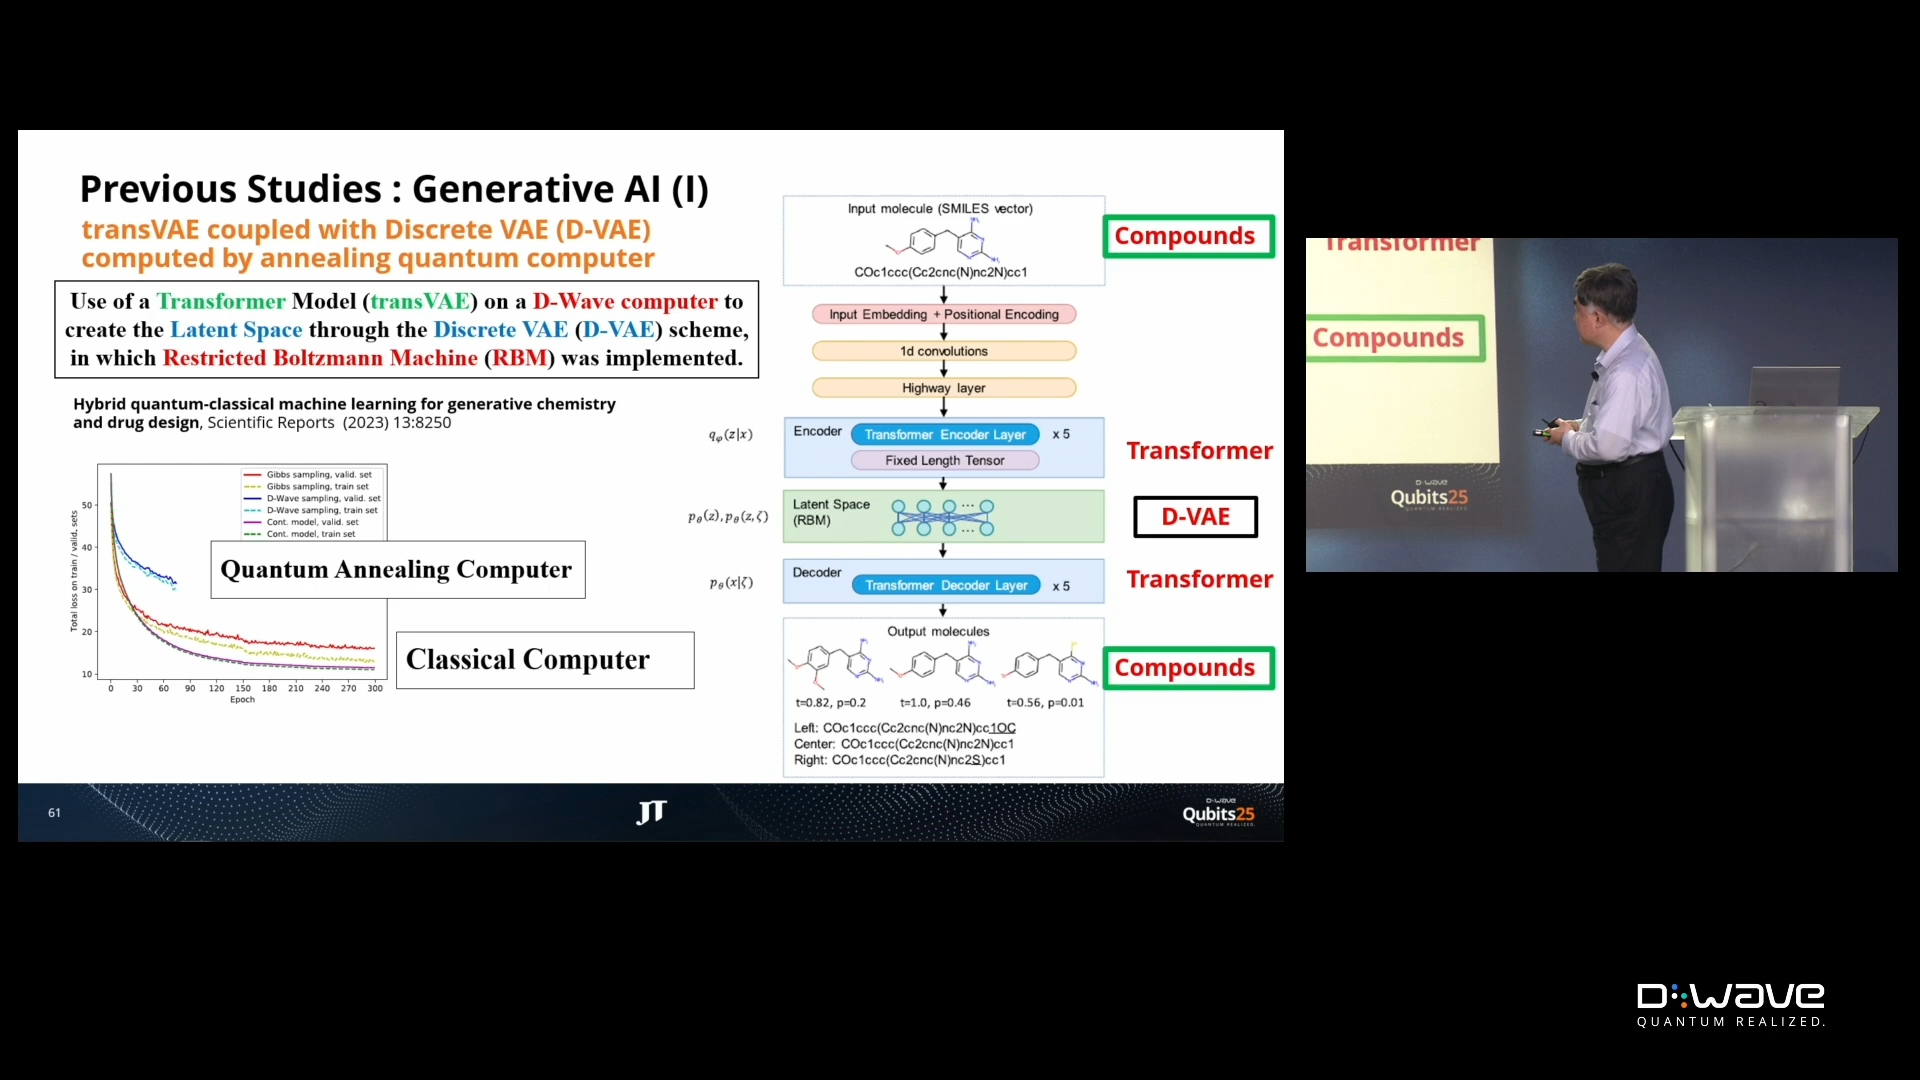 Previous Studies : Generative AI (I)
transVAE coupled with Discrete VAE (D-VAE)
computed by annealing quantum computer
Use of a Transformer Model (transVAE) on a D-Wave computer to
create the Latent Space through the Discrete VAE (D-VAE) scheme,
in which Restricted Boltzmann Machine (RBM) was implemented.
Hybrid quantum-classical machine learning for generative chemistry
and drug design, Scientific Reports (2023) 13:8250
Total loss on train / valid. sets
50
40
30
20
10
Gibbs sampling, valid. set
Gibbs sampling, train set
D-Wave sampling, valid. set
D-Wave sampling, train set
Cont. model, valid. set
Cont. model, train set
Quantum Annealing Computer
Classical Computer
0 30 60 90 120 150 180 210 240 270 300
Epoch
Input molecule (SMILES vector)
NH₂
COc1ccc(Cc2cnc(N)nc2N)cc1
Compounds
Input Embedding + Positional Encoding
1d convolutions
Highway layer
qφ(z|x)
Encoder
Transformer Encoder Layer
x 5
Fixed Length Tensor
Transformer
pθ(z), pθ(z,ζ)
Latent Space
(RBM)
D-VAE
pθ(x|ζ)
Decoder
Transformer Decoder Layer
x 5
Transformer
Output molecules
t=0.82, p=0.2
t=1.0, p=0.46
t=0.56, p=0.01
Left: COc1ccc(Cc2cnc(N)nc2N)cc1OC
Center: COc1ccc(Cc2cnc(N)nc2N)cc1
Right: COc1ccc(Cc2cnc(N)nc2S)cc1
Compounds
61
JT
D-Wave
Qubits25
QUANTUM REALIZED.
Transformer
Compounds
D-Wave
Qubits25
D-Wave
QUANTUM REALIZED.